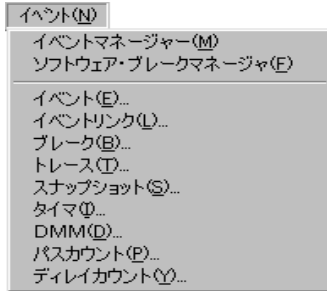 イベント(N)
イベントマネージャー(M)
ソフトウェア・ブレークマネージャ(F)
イベント(E)...
イベントリンク(L)...
ブレーク(B)...
トレース(T)...
スナップショット(S)...
タイマ(I)...
DMM(D)...
パスカウント(P)...
ディレイカウント(Y)...